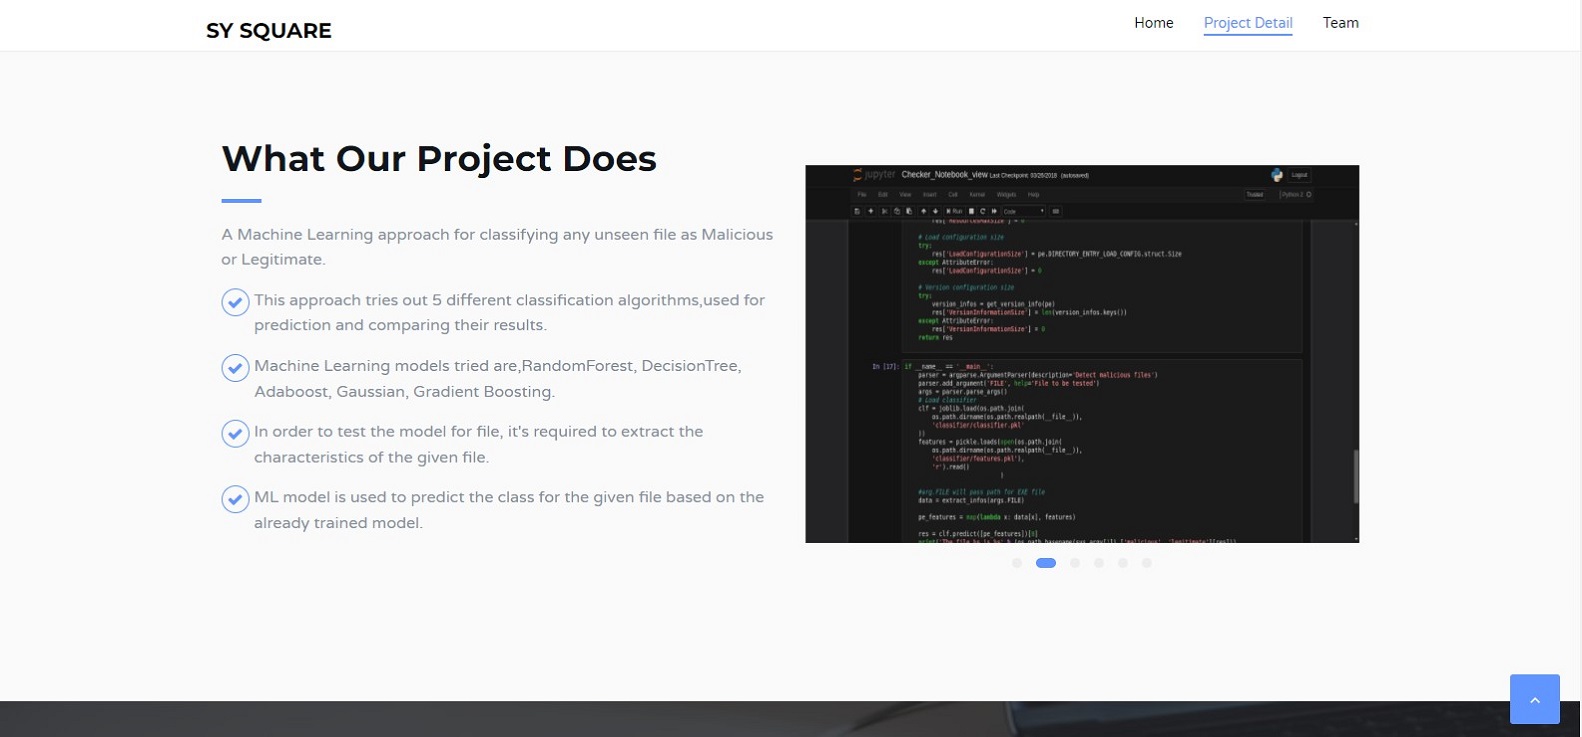 SY SQUARE
Home
Project Detail
Team
What Our Project Does
A Machine Learning approach for classifying any unseen file as Malicious
or Legitimate.
This approach tries out 5 different classification algorithms,used for
prediction and comparing their results.
Machine Learning models tried are,RandomForest, DecisionTree,
Adaboost, Gaussian, Gradient Boosting.
In order to test the model for file, it's required to extract the
characteristics of the given file.
ML model is used to predict the class for the given file based on the
already trained model.
jupyter Checker_Notebook_view Last Checkpoint: 03/26/2018 (autosaved)
Logout
File Edit View Insert Cell Kernel Widgets Help
Trusted
Python 2
Run
Code
# Load configuration size
try:
res['LoadConfigurationSize'] = pe.DIRECTORY_ENTRY_LOAD_CONFIG.struct.Size
except AttributeError:
res['LoadConfigurationSize'] = 0
# Version configuration size
try:
version_infos = get_version_info(pe)
res['VersionInformationSize'] = len(version_infos.keys())
except AttributeError:
res['VersionInformationSize'] = 0
return res
In [17]: if __name__ == '__main__':
parser = argparse.ArgumentParser(description='Detect malicious files')
parser.add_argument('FILE', help='File to be tested')
args = parser.parse_args()
# Load classifier
clf = joblib.load(os.path.join(
os.path.dirname(os.path.realpath(__file__)),
'classifier/classifier.pkl'
))
features = pickle.loads(open(os.path.join(
os.path.dirname(os.path.realpath(__file__)),
'classifier/features.pkl'),
'r').read()
)
#arg.FILE will pass path for EXE file
data = extract_infos(args.FILE)
pe_features = map(lambda x: data[x], features)
res = clf.predict([pe_features])[0]